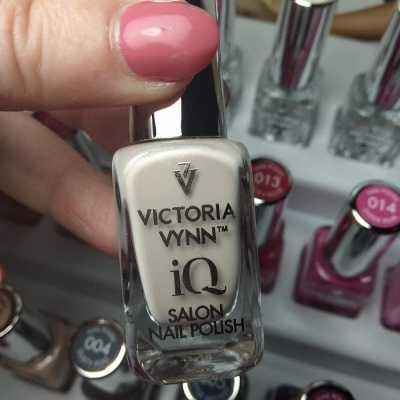 VICTORIA
VYNN™
iQ
SALON
NAIL POLISH
013
014
004